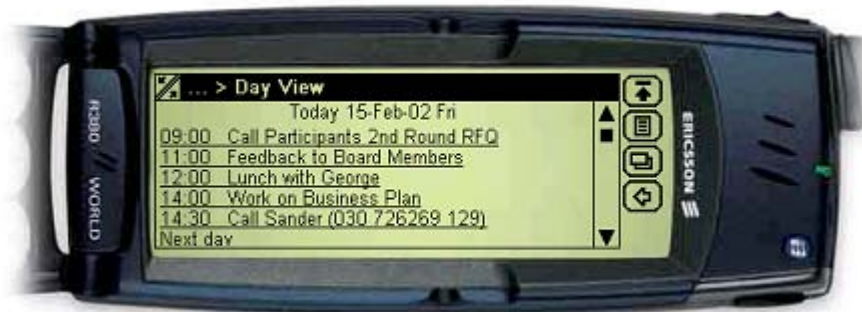 ... > Day View
Today 15-Feb-02 Fri
09:00 Call Participants 2nd Round RFQ
11:00 Feedback to Board Members
12:00 Lunch with George
14:00 Work on Business Plan
14:30 Call Sander (030 726269 129)
Next day
R380 WORLD
ERICSSON